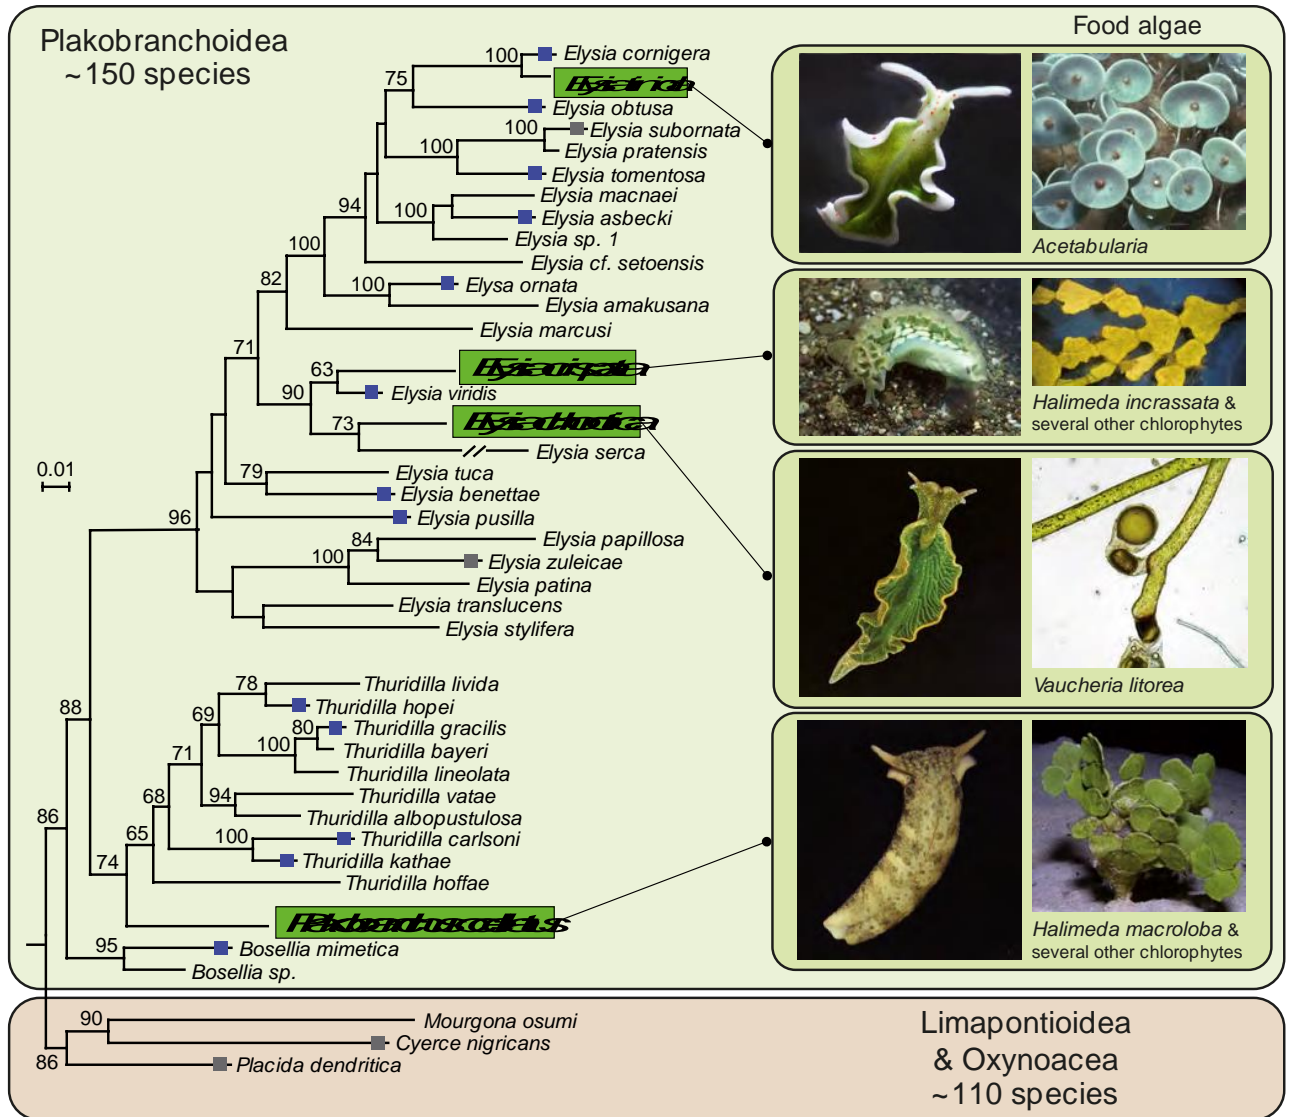 Plakobranchoidea
~150 species
Food algae
100
Elysia cornigera
75
Elysia obtusa
100
Elysia subornata
100
Elysia pratensis
Elysia tomentosa
Elysia macnaei
100
Elysia asbecki
94
Elysia sp. 1
100
Elysia cf. setoensis
82
100
Elysa ornata
Elysia amakusana
Elysia marcusi
71
63
90
Elysia viridis
73
Elysia serca
0.01
79
Elysia tuca
Elysia benettae
96
Elysia pusilla
84
Elysia papillosa
100
Elysia zuleicae
Elysia patina
Elysia translucens
Elysia stylifera
88
78
Thuridilla livida
Thuridilla hopei
69
80
Thuridilla gracilis
100
Thuridilla bayeri
71
Thuridilla lineolata
94
Thuridilla vatae
68
Thuridilla albopustulosa
86
65
100
Thuridilla carlsoni
74
Thuridilla kathae
Thuridilla hoffae
95
Bosellia mimetica
Bosellia sp.
Acetabularia
Halimeda incrassata &
several other chlorophytes
Vaucheria litorea
Halimeda macroloba &
several other chlorophytes
90
Mourgona osumi
Cyerce nigricans
86
Placida dendritica
Limapontioidea
& Oxynoacea
~110 species